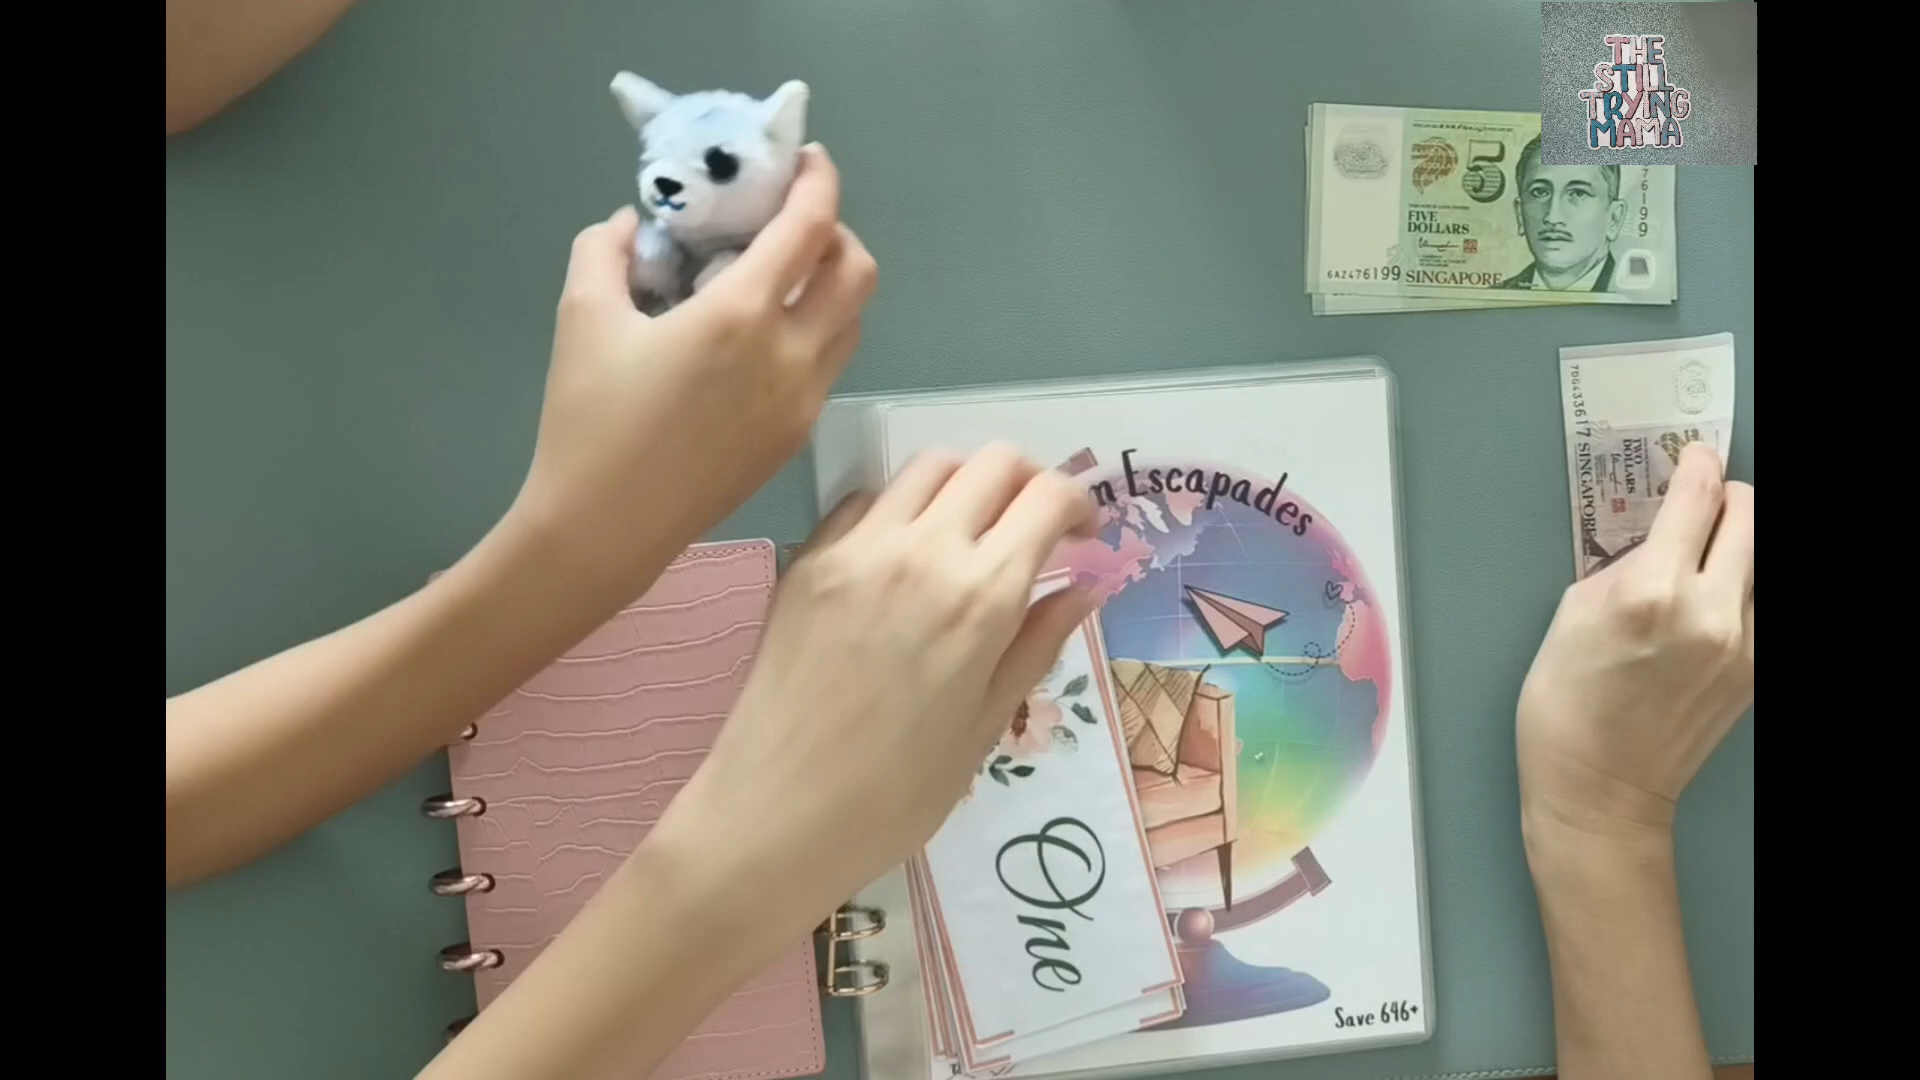 THE
STILL
TRYING
MAMA
5
FIVE
DOLLARS
6AZ476199 SINGAPORE
76199
TWO
DOLLARS
SINGAPORE
Escapades
One
Save 646+